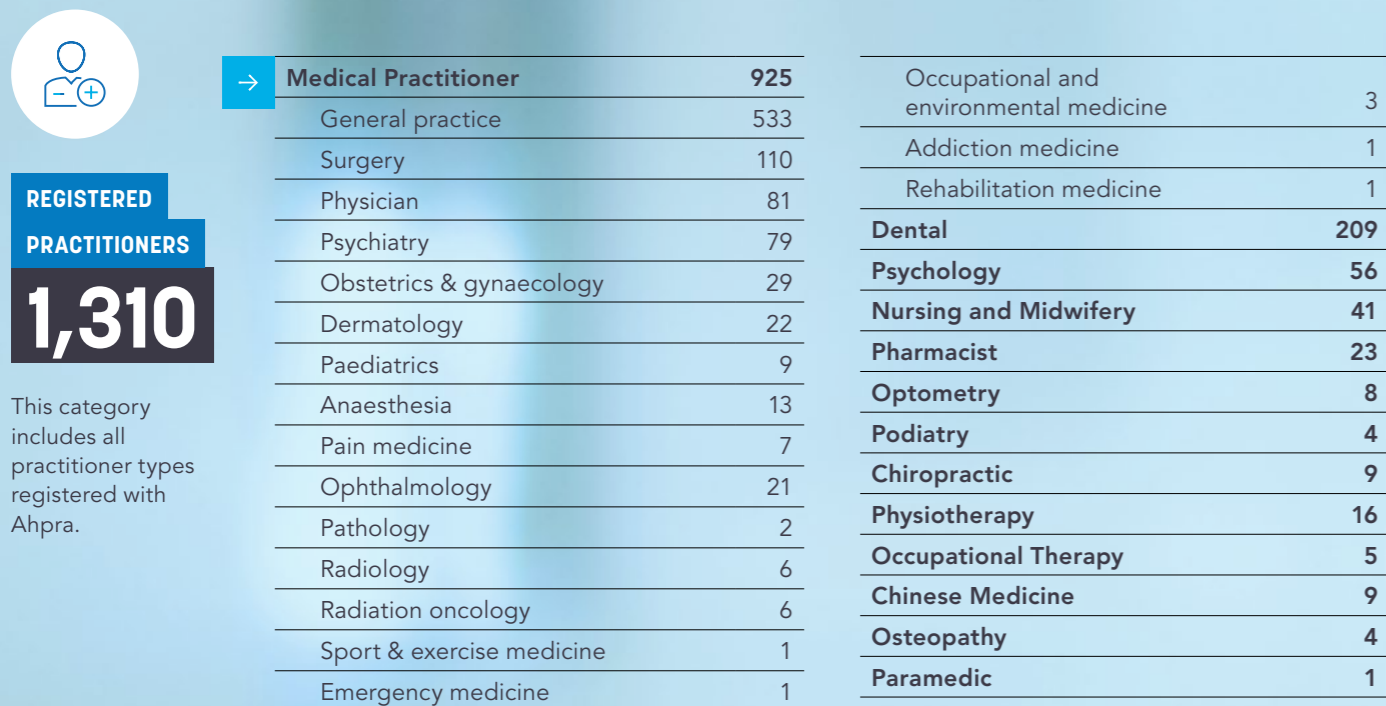 REGISTERED
PRACTITIONERS
1,310
This category
includes all
practitioner types
registered with
Ahpra.
→ Medical Practitioner 925
General practice 533
Surgery 110
Physician 81
Psychiatry 79
Obstetrics & gynaecology 29
Dermatology 22
Paediatrics 9
Anaesthesia 13
Pain medicine 7
Ophthalmology 21
Pathology 2
Radiology 6
Radiation oncology 6
Sport & exercise medicine 1
Emergency medicine 1
Occupational and
environmental medicine 3
Addiction medicine 1
Rehabilitation medicine 1
Dental 209
Psychology 56
Nursing and Midwifery 41
Pharmacist 23
Optometry 8
Podiatry 4
Chiropractic 9
Physiotherapy 16
Occupational Therapy 5
Chinese Medicine 9
Osteopathy 4
Paramedic 1